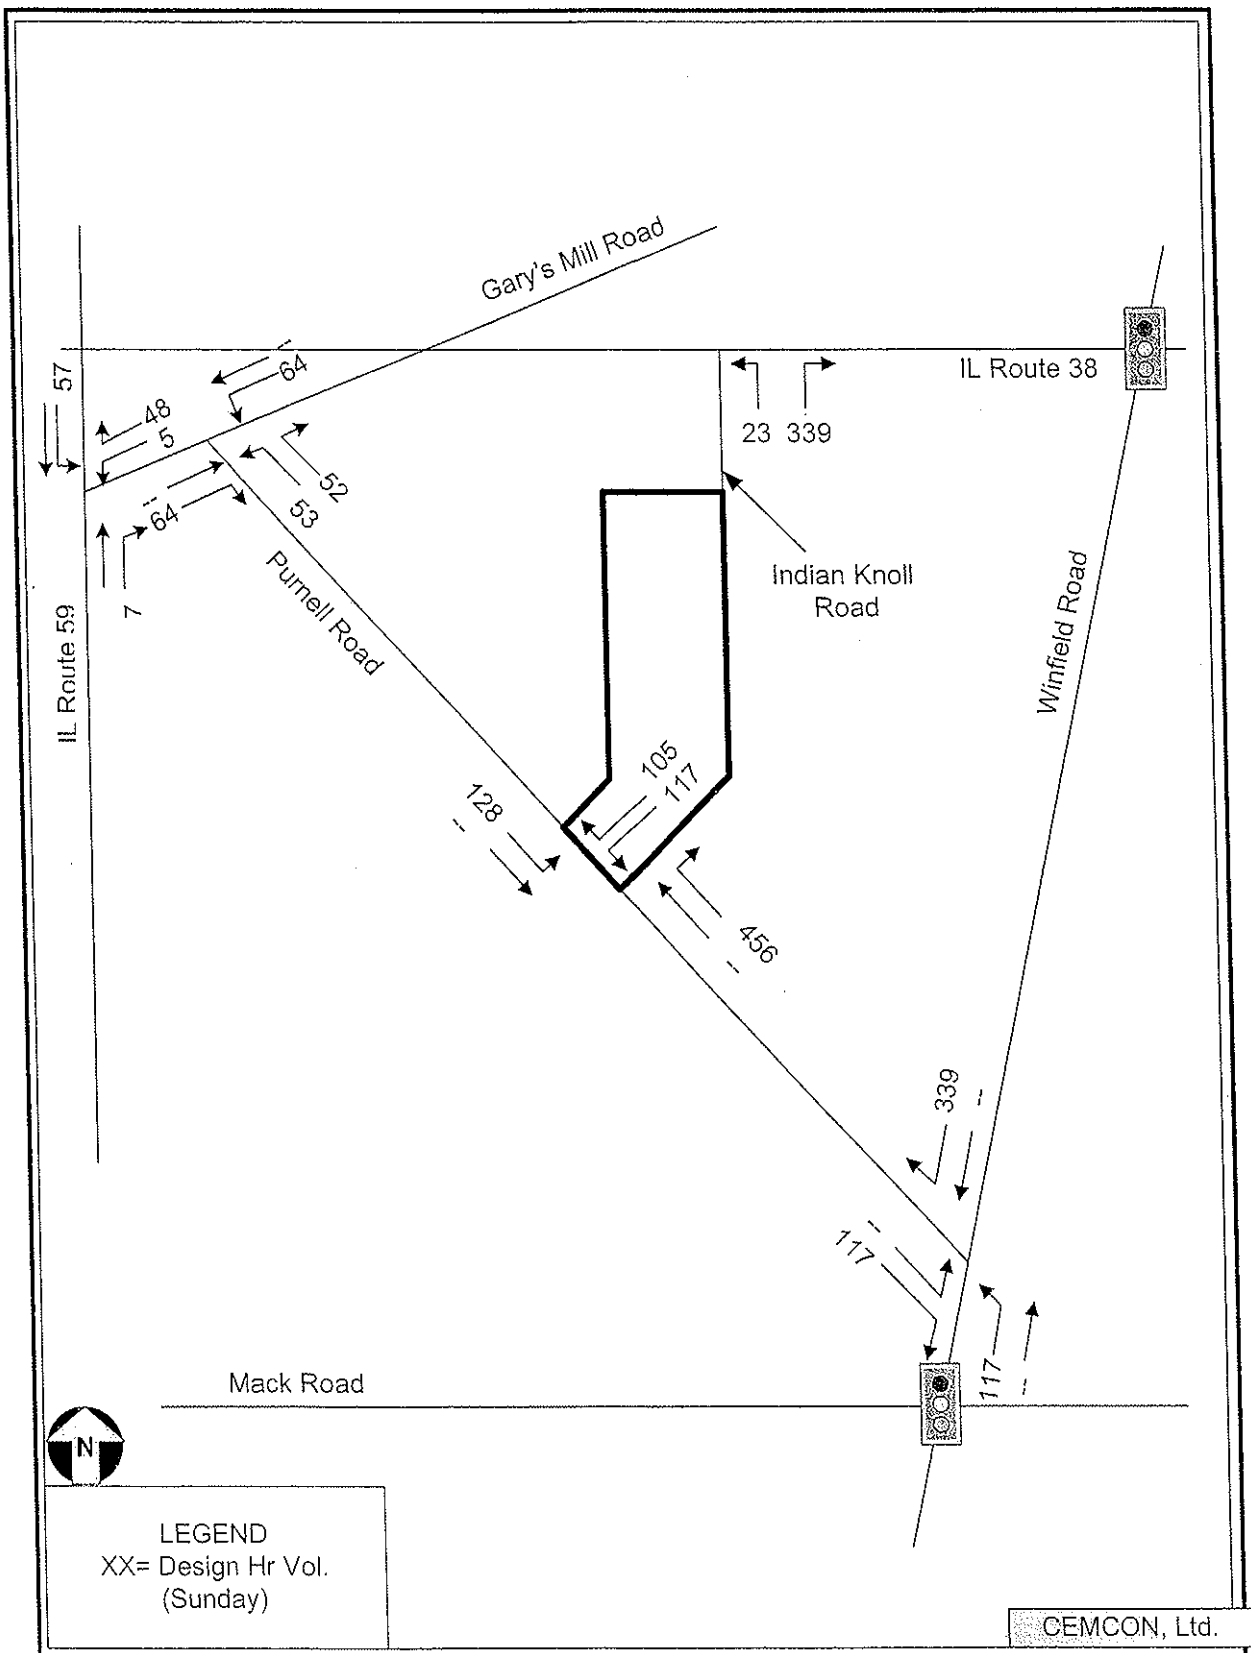 Gary's Mill Road
IL Route 38
57
48
5
--
64
--
64
52
53
7
23 339
Indian Knoll
Road
Purnell Road
IL Route 59
Winfield Road
105
117
128
--
456
--
339
--
117
--
117
--
Mack Road
N
LEGEND
XX= Design Hr Vol.
(Sunday)
CEMCON, Ltd.